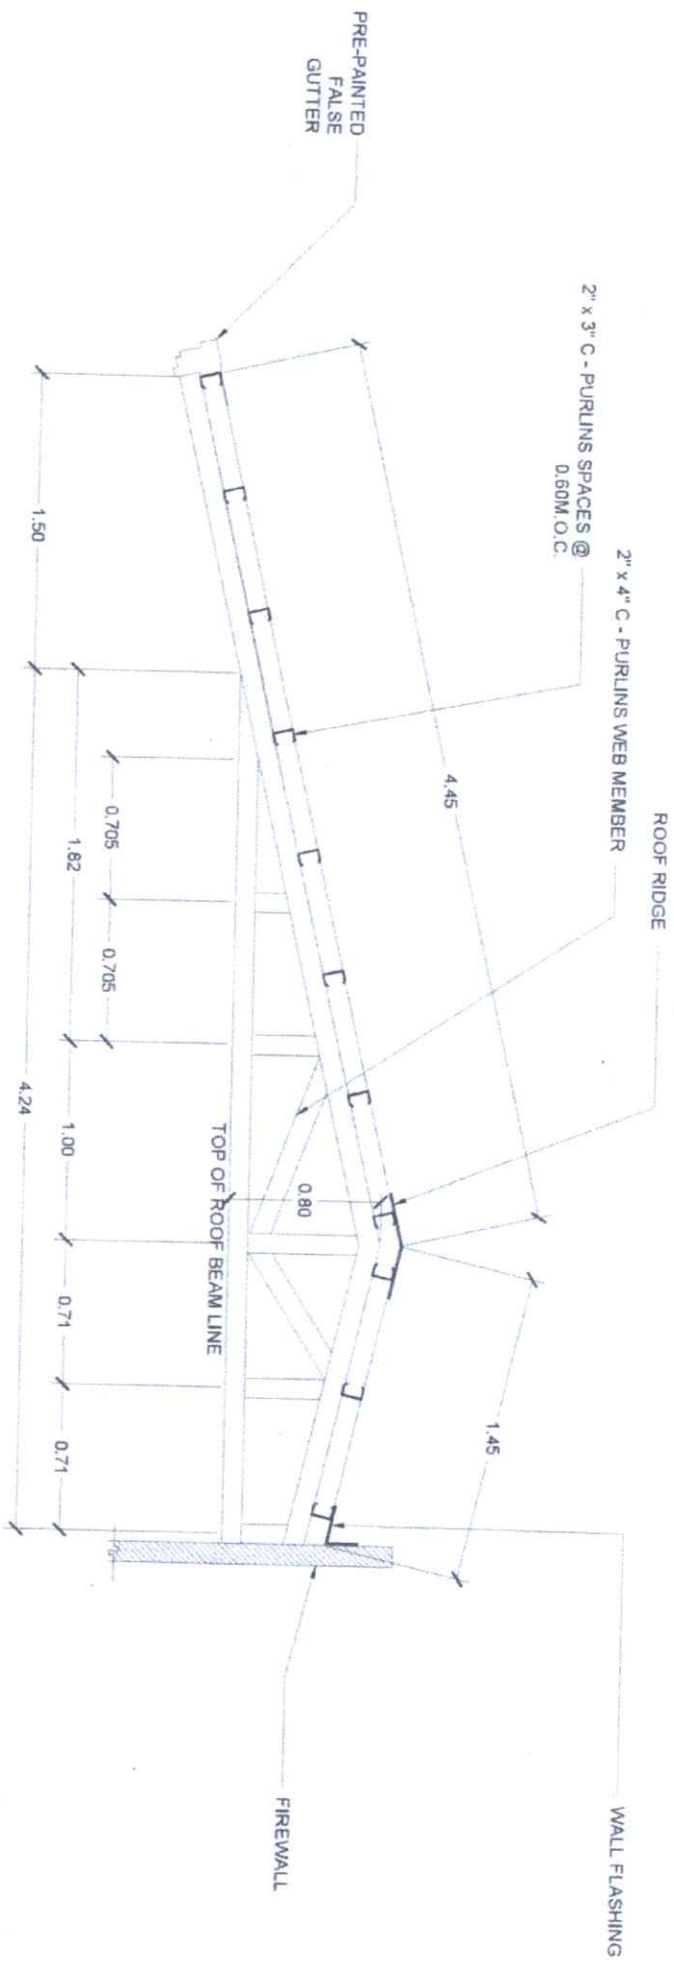 ROOF RIDGE
2" x 4" C - PURLINS WEB MEMBER
2" x 3" C - PURLINS SPACES @
0.60M.O.C.
PRE-PAINTED
FALSE
GUTTER
WALL FLASHING
FIREWALL
4.45
1.45
0.80
TOP OF ROOF BEAM LINE
0.705
0.705
1.82
1.00
0.71
0.71
1.50
4.24